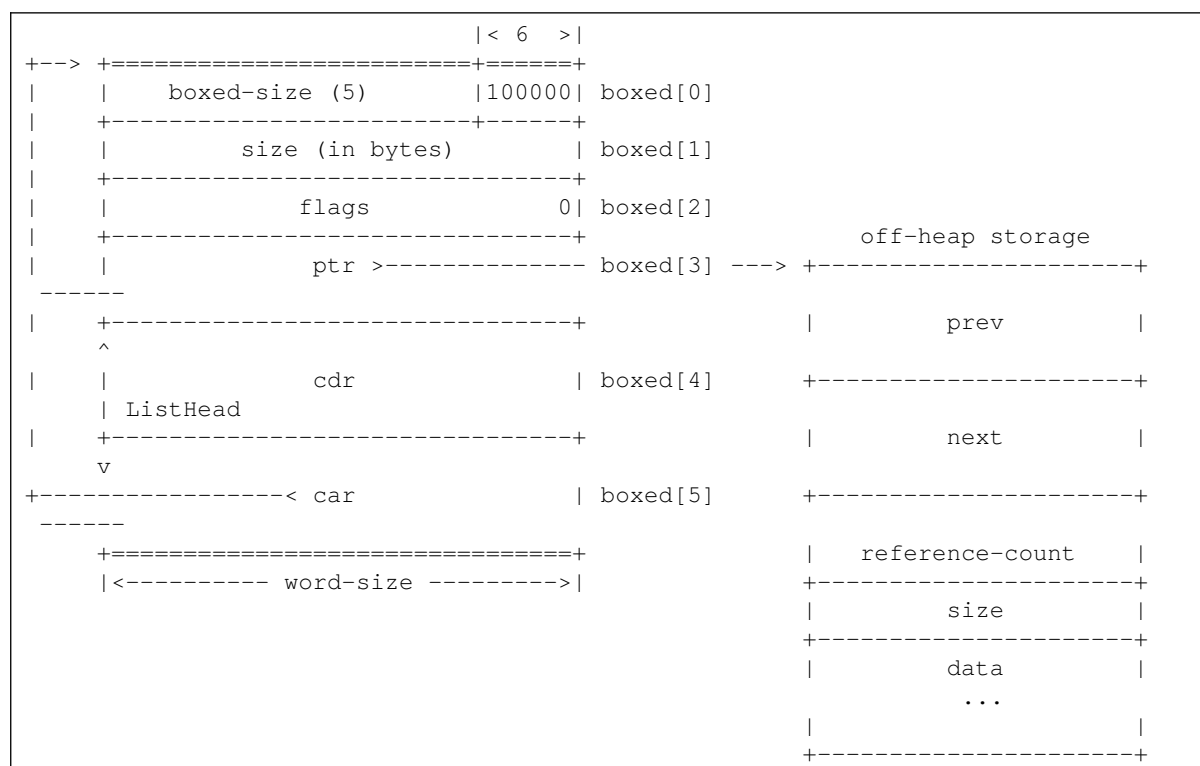 |< 6  >|
+--> +=========================+======+
|    |    boxed-size (5)       |100000| boxed[0]
|    +-------------------------+------+
|    |         size (in bytes)        | boxed[1]
|    +--------------------------------+
|    |             flags             0| boxed[2]
|    +--------------------------------+                   off-heap storage
|    |              ptr >-------------- boxed[3] ---> +----------------------+
 ------
|    +--------------------------------+               |         prev         |
     ^
|    |              cdr               | boxed[4]      +----------------------+
     | ListHead
|    +--------------------------------+               |         next         |
     v
+-----------------< car               | boxed[5]      +----------------------+
 ------
     +================================+               |   reference-count    |
     |<---------- word-size --------->|               +----------------------+
                                                      |         size         |
                                                      +----------------------+
                                                      |         data         |
                                                                ...
                                                      |                      |
                                                      +----------------------+